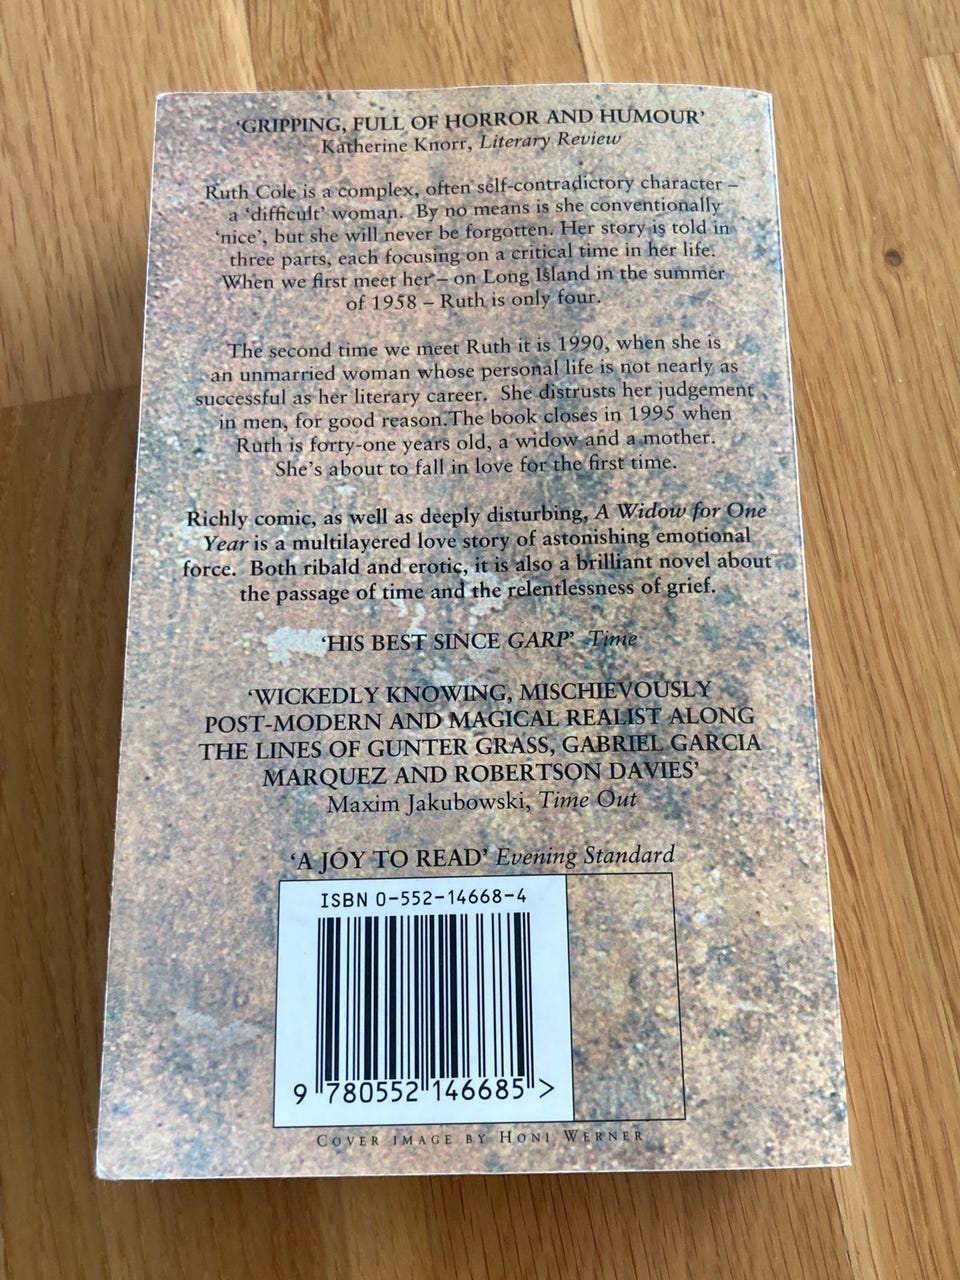 ‘GRIPPING, FULL OF HORROR AND HUMOUR’
Katherine Knorr, Literary Review
Ruth Cole is a complex, often self-contradictory character –
a ‘difficult’ woman. By no means is she conventionally
‘nice’, but she will never be forgotten. Her story is told in
three parts, each focusing on a critical time in her life.
When we first meet her – on Long Island in the summer
of 1958 – Ruth is only four.
The second time we meet Ruth it is 1990, when she is
an unmarried woman whose personal life is not nearly as
successful as her literary career. She distrusts her judgement
in men, for good reason.The book closes in 1995 when
Ruth is forty-one years old, a widow and a mother.
She’s about to fall in love for the first time.
Richly comic, as well as deeply disturbing, A Widow for One
Year is a multilayered love story of astonishing emotional
force. Both ribald and erotic, it is also a brilliant novel about
the passage of time and the relentlessness of grief.
‘HIS BEST SINCE GARP’ Time
‘WICKEDLY KNOWING, MISCHIEVOUSLY
POST-MODERN AND MAGICAL REALIST ALONG
THE LINES OF GUNTER GRASS, GABRIEL GARCIA
MARQUEZ AND ROBERTSON DAVIES’
Maxim Jakubowski, Time Out
‘A JOY TO READ’ Evening Standard
ISBN 0-552-14668-4
9 780552 146685 >
COVER IMAGE BY HONI WERNER